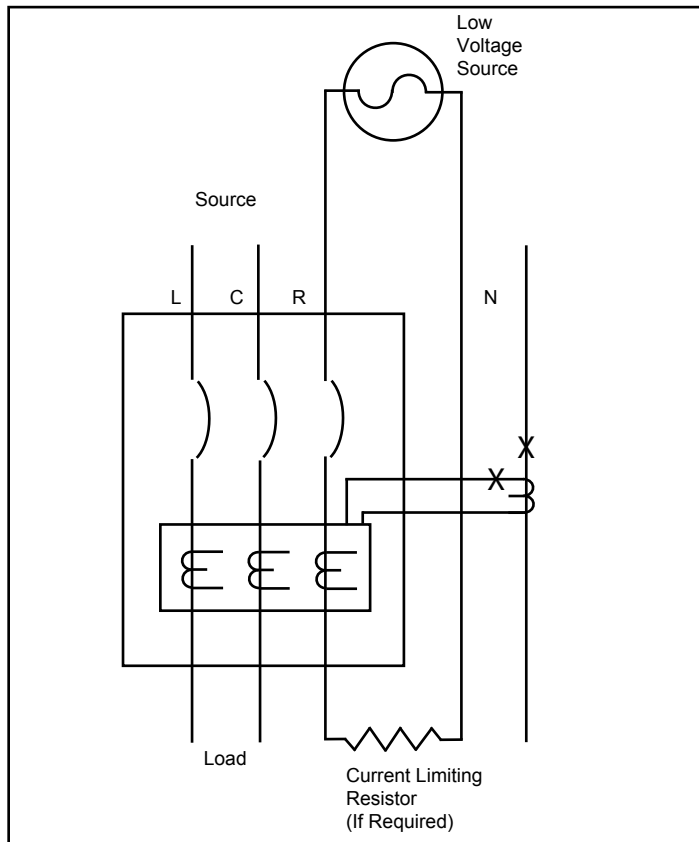 Low
Voltage
Source
Source
L C R N
X
X
Load
Current Limiting
Resistor
(If Required)